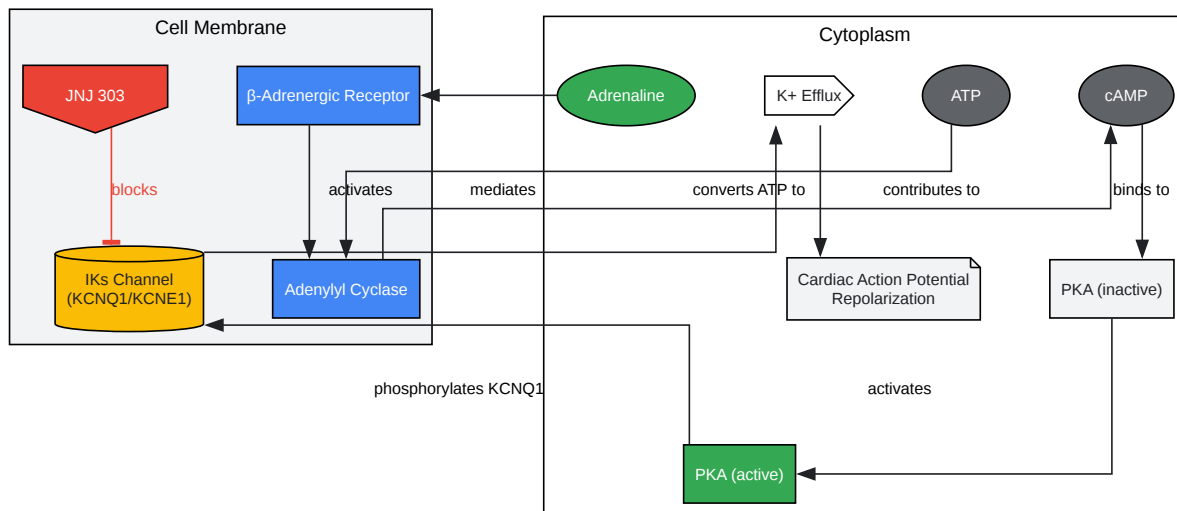 Cell Membrane
Cytoplasm
JNJ 303
β-Adrenergic Receptor
Adrenaline
K+ Efflux
ATP
cAMP
blocks
activates
mediates
converts ATP to
contributes to
binds to
IKs Channel
(KCNQ1/KCNE1)
Adenylyl Cyclase
Cardiac Action Potential
Repolarization
PKA (inactive)
phosphorylates KCNQ1
activates
PKA (active)